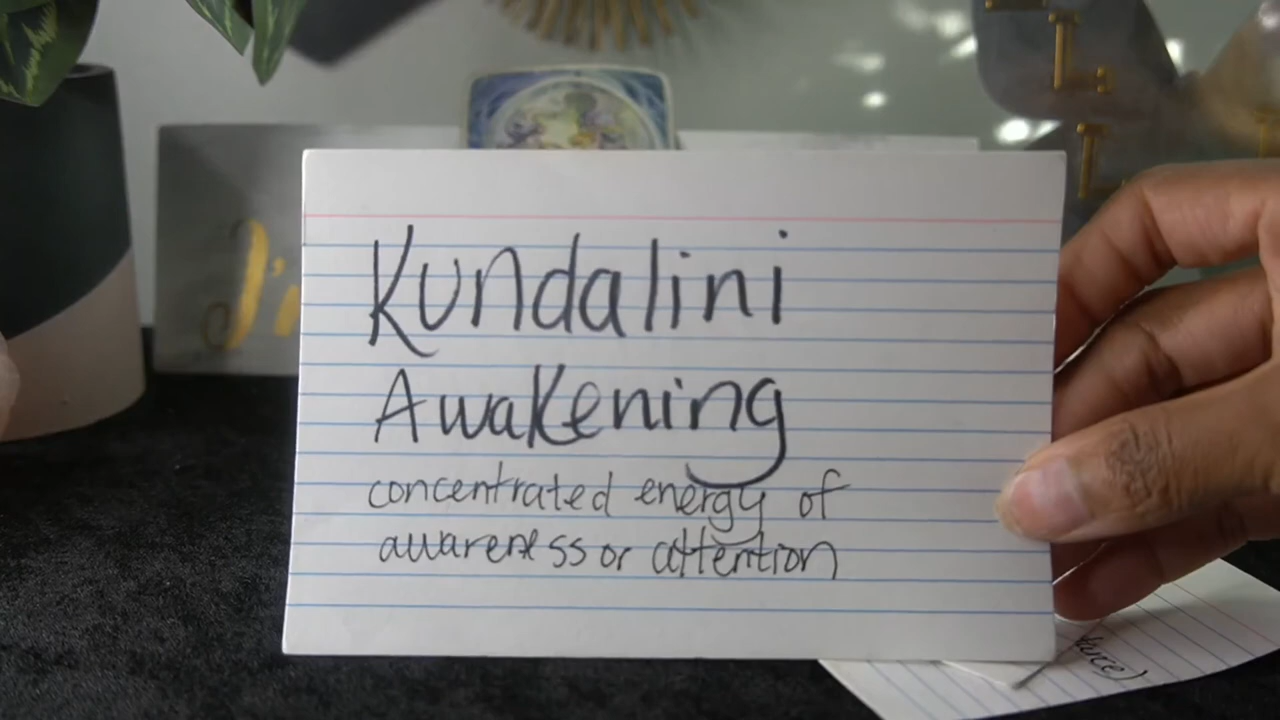 Kundalini
Awakening
concentrated energy of
awareness or attention